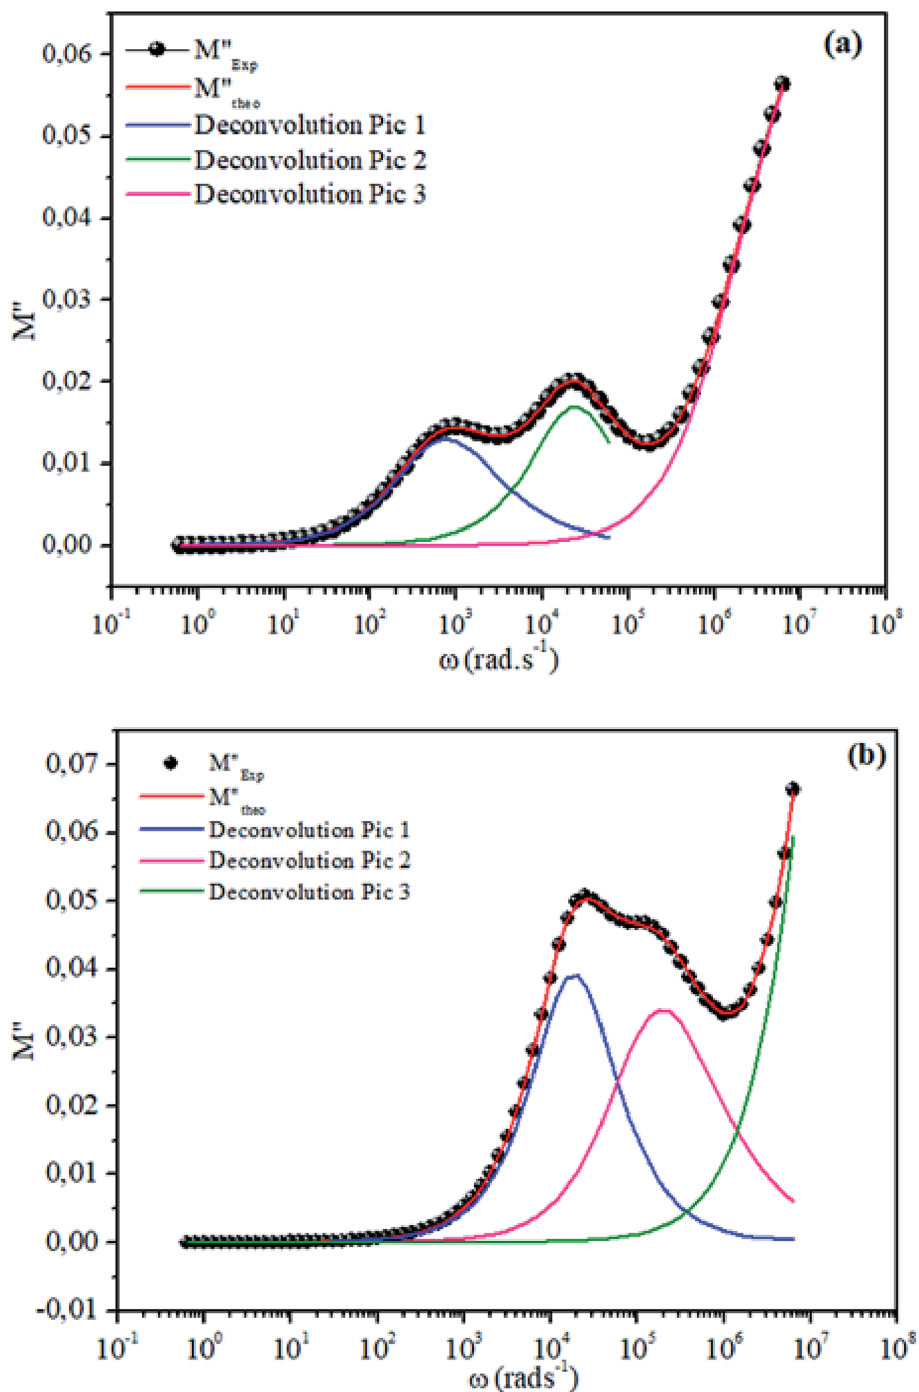 (a)
M"Exp
M"theo
Deconvolution Pic 1
Deconvolution Pic 2
Deconvolution Pic 3
0,06
0,05
0,04
0,03
0,02
0,01
0,00
M"
10⁻¹ 10⁰ 10¹ 10² 10³ 10⁴ 10⁵ 10⁶ 10⁷ 10⁸
ω (rad.s⁻¹)
(b)
M"Exp
M"theo
Deconvolution Pic 1
Deconvolution Pic 2
Deconvolution Pic 3
0,07
0,06
0,05
0,04
0,03
0,02
0,01
0,00
-0,01
M"
10⁻¹ 10⁰ 10¹ 10² 10³ 10⁴ 10⁵ 10⁶ 10⁷ 10⁸
ω (rads⁻¹)